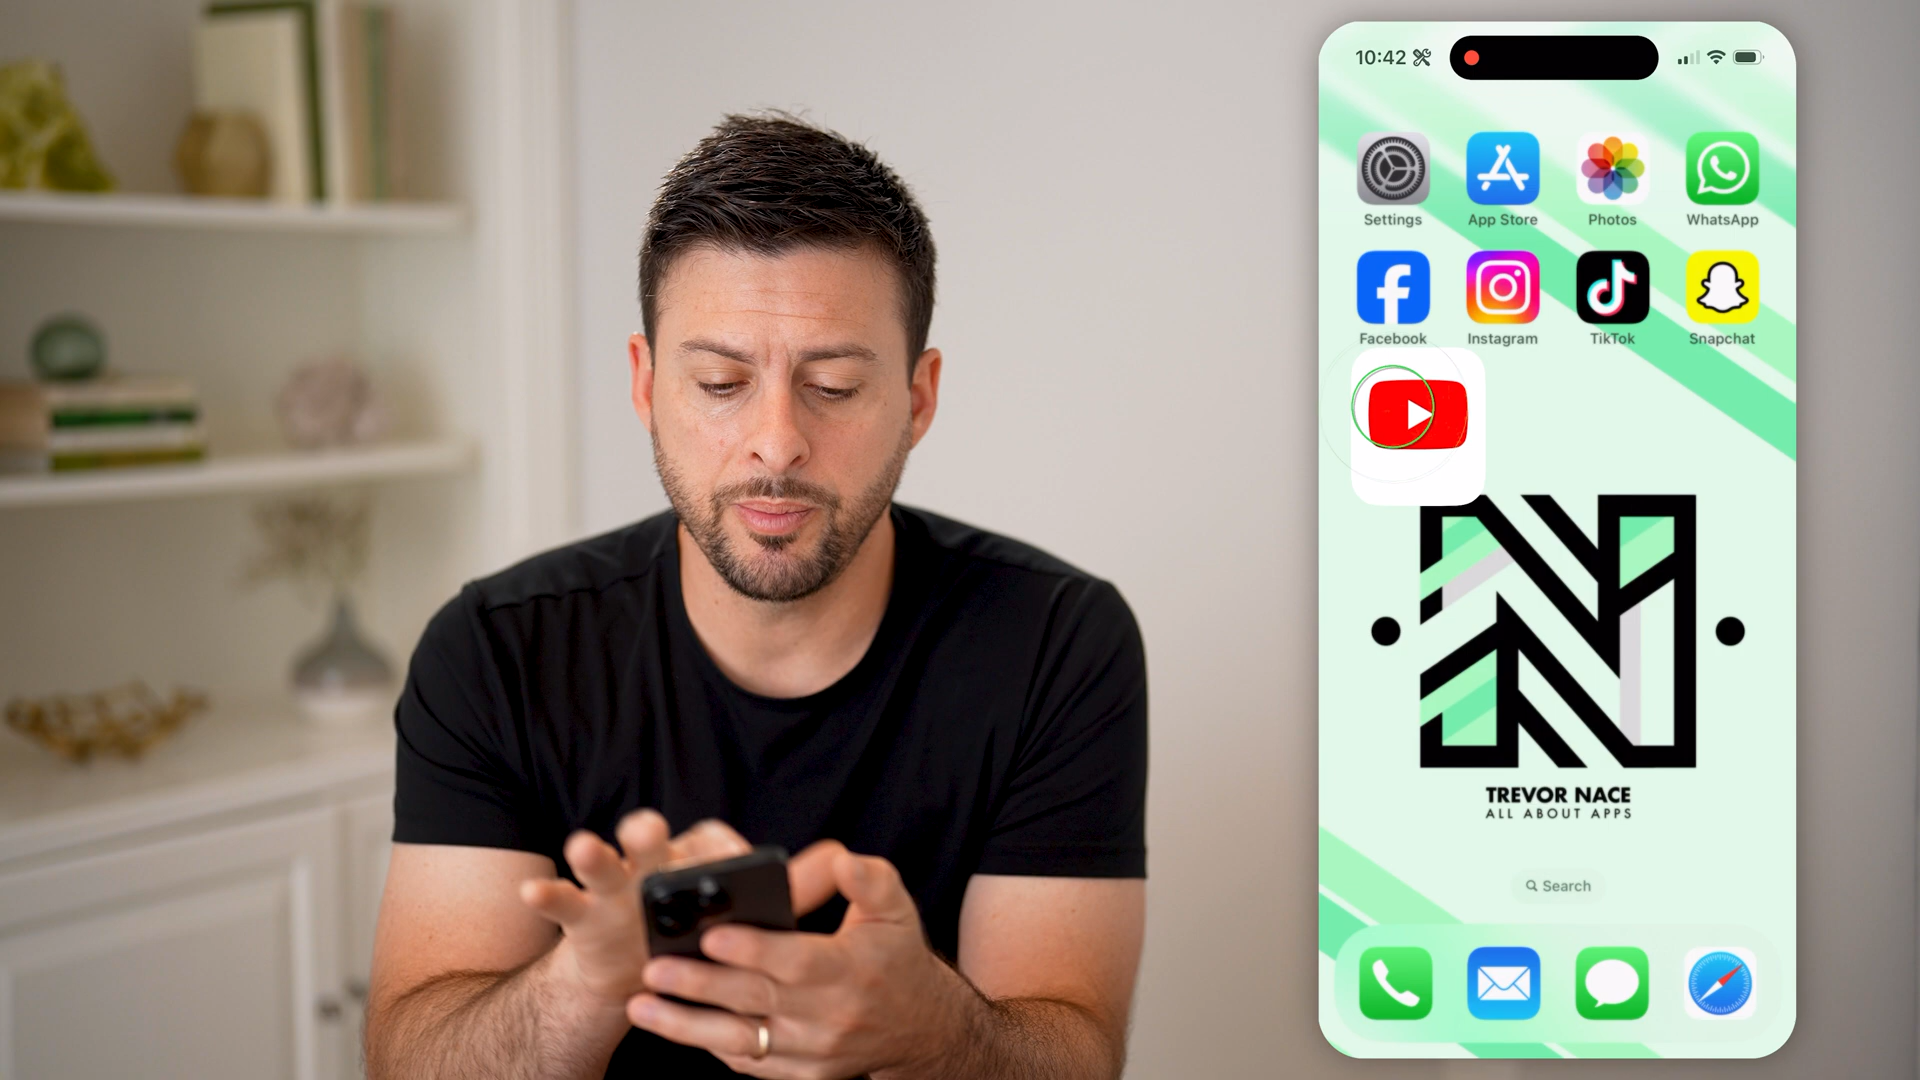 10:42
Settings App Store Photos WhatsApp
Facebook Instagram TikTok Snapchat
TREVOR NACE
ALL ABOUT APPS
Search